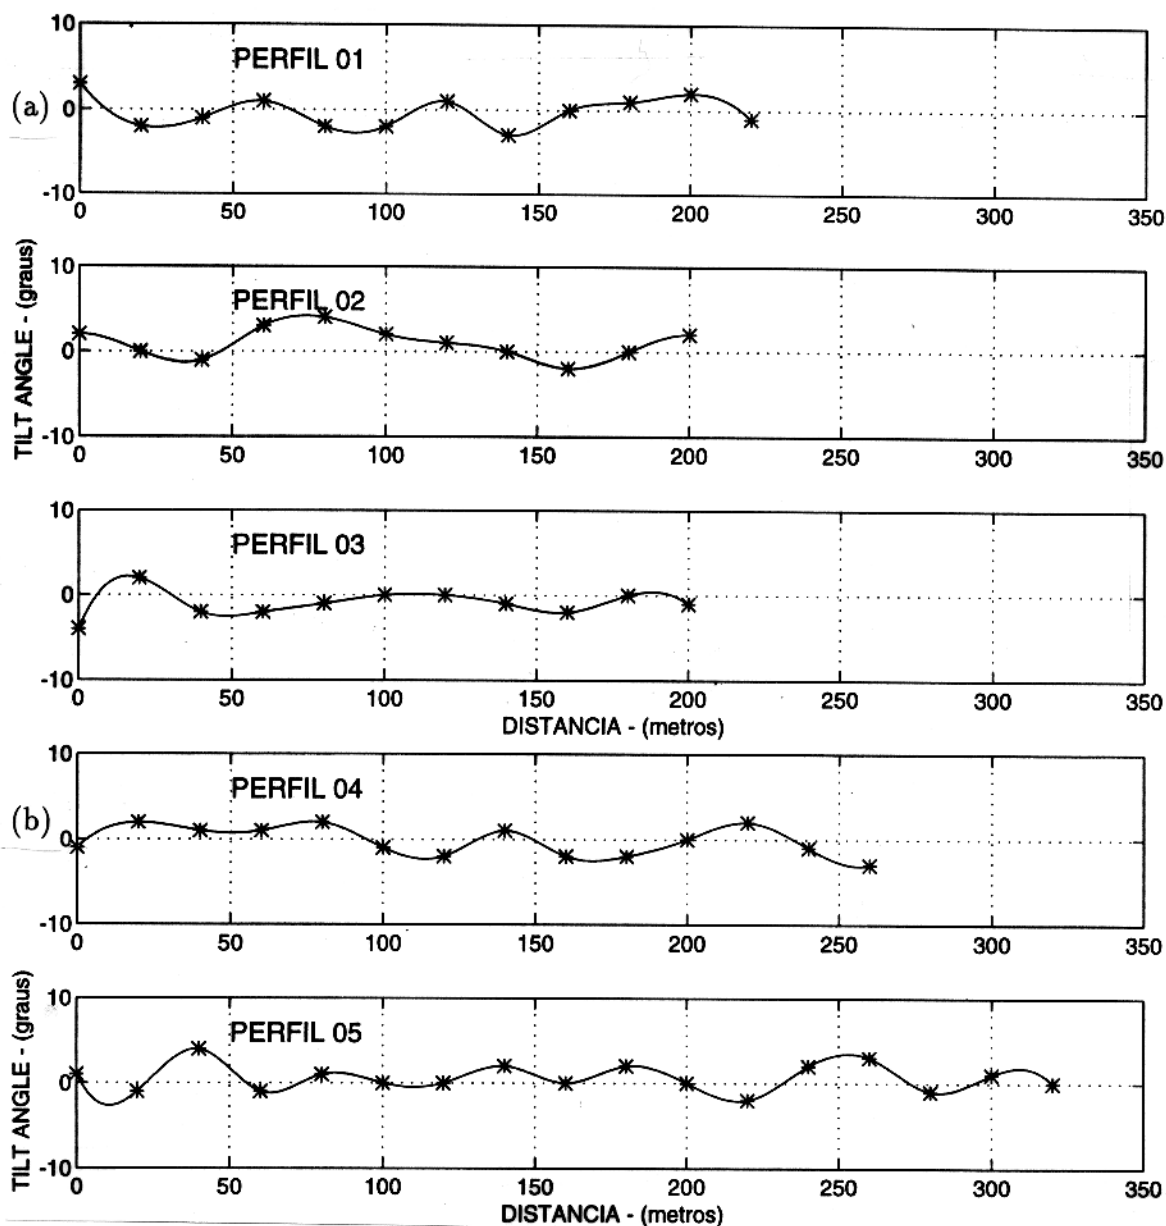 10
PERFIL 01
(a)
0
-10
0 50 100 150 200 250 300 350
10
PERFIL 02
0
-10
0 50 100 150 200 250 300 350
TILT ANGLE - (graus)
10
PERFIL 03
0
-10
0 50 100 150 200 250 300 350
DISTANCIA - (metros)
10
PERFIL 04
(b)
0
-10
0 50 100 150 200 250 300 350
10
PERFIL 05
0
-10
0 50 100 150 200 250 300 350
TILT ANGLE - (graus)
DISTANCIA - (metros)